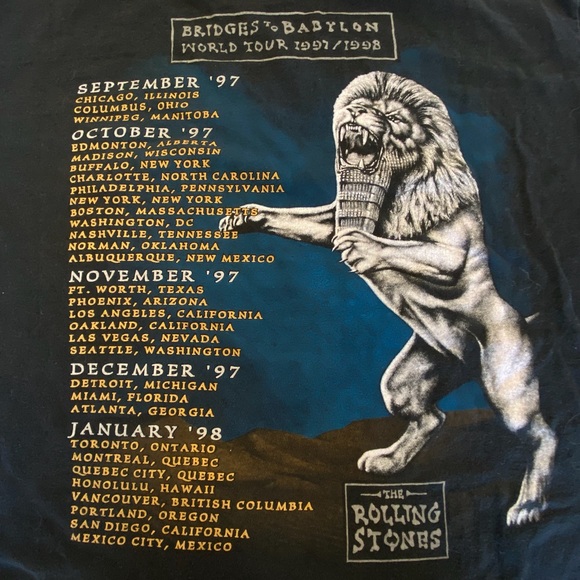 BRIDGES TO BABYLON
WORLD TOUR 1997/1998
SEPTEMBER '97
CHICAGO, ILLINOIS
COLUMBUS, OHIO
WINNIPEG, MANITOBA
OCTOBER '97
EDMONTON, ALBERTA
MADISON, WISCONSIN
BUFFALO, NEW YORK
CHARLOTTE, NORTH CAROLINA
PHILADELPHIA, PENNSYLVANIA
NEW YORK, NEW YORK
BOSTON, MASSACHUSETTS
WASHINGTON, DC
NASHVILLE, TENNESSEE
NORMAN, OKLAHOMA
ALBUQUERQUE, NEW MEXICO
NOVEMBER '97
FT. WORTH, TEXAS
PHOENIX, ARIZONA
LOS ANGELES, CALIFORNIA
OAKLAND, CALIFORNIA
LAS VEGAS, NEVADA
SEATTLE, WASHINGTON
DECEMBER '97
DETROIT, MICHIGAN
MIAMI, FLORIDA
ATLANTA, GEORGIA
JANUARY '98
TORONTO, ONTARIO
MONTREAL, QUEBEC
QUEBEC CITY, QUEBEC
HONOLULU, HAWAII
VANCOUVER, BRITISH COLUMBIA
PORTLAND, OREGON
SAN DIEGO, CALIFORNIA
MEXICO CITY, MEXICO
THE
ROLLING
STONES